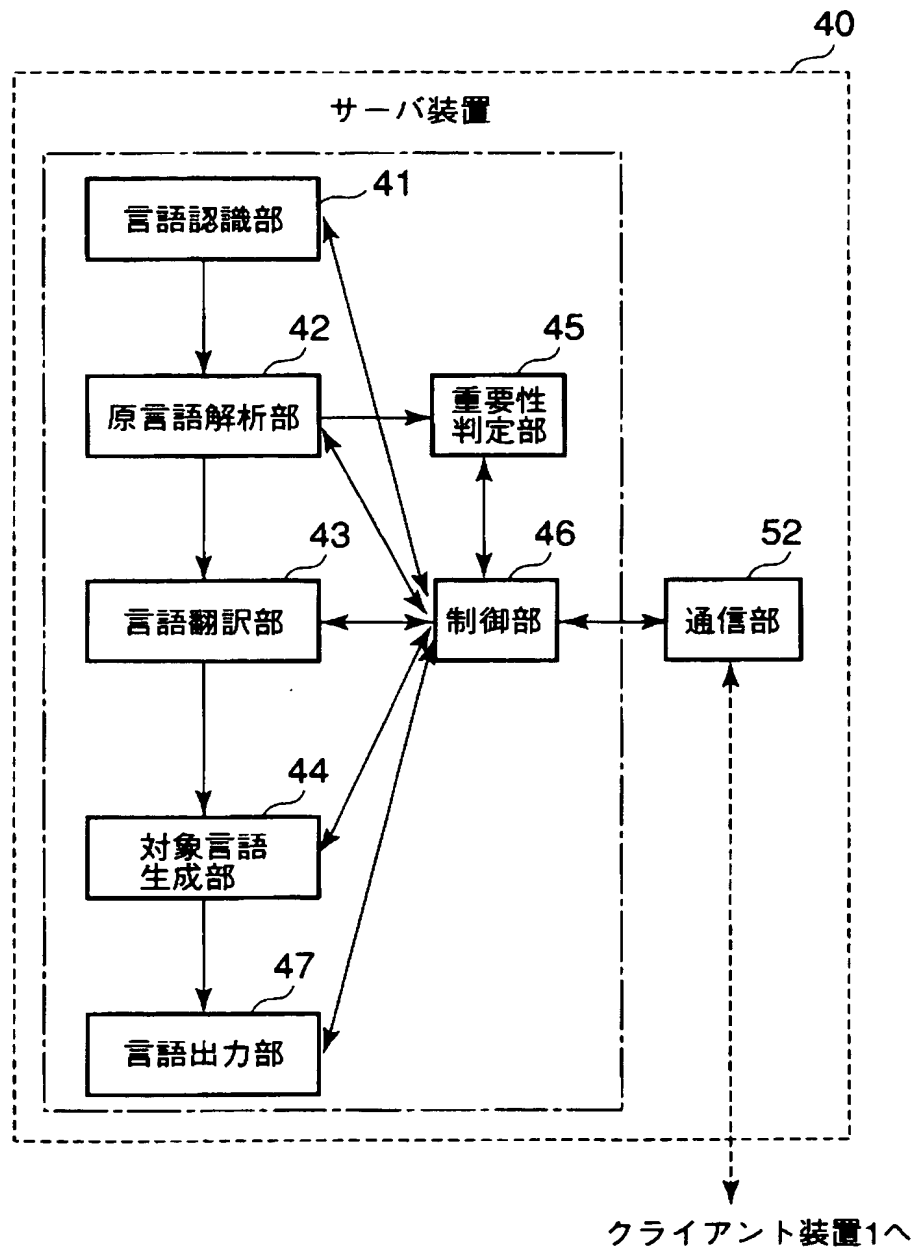 40
サーバ装置
41
言語認識部
42
原言語解析部
45
重要性
判定部
43
言語翻訳部
46
制御部
52
通信部
44
対象言語
生成部
47
言語出力部
クライアント装置1へ